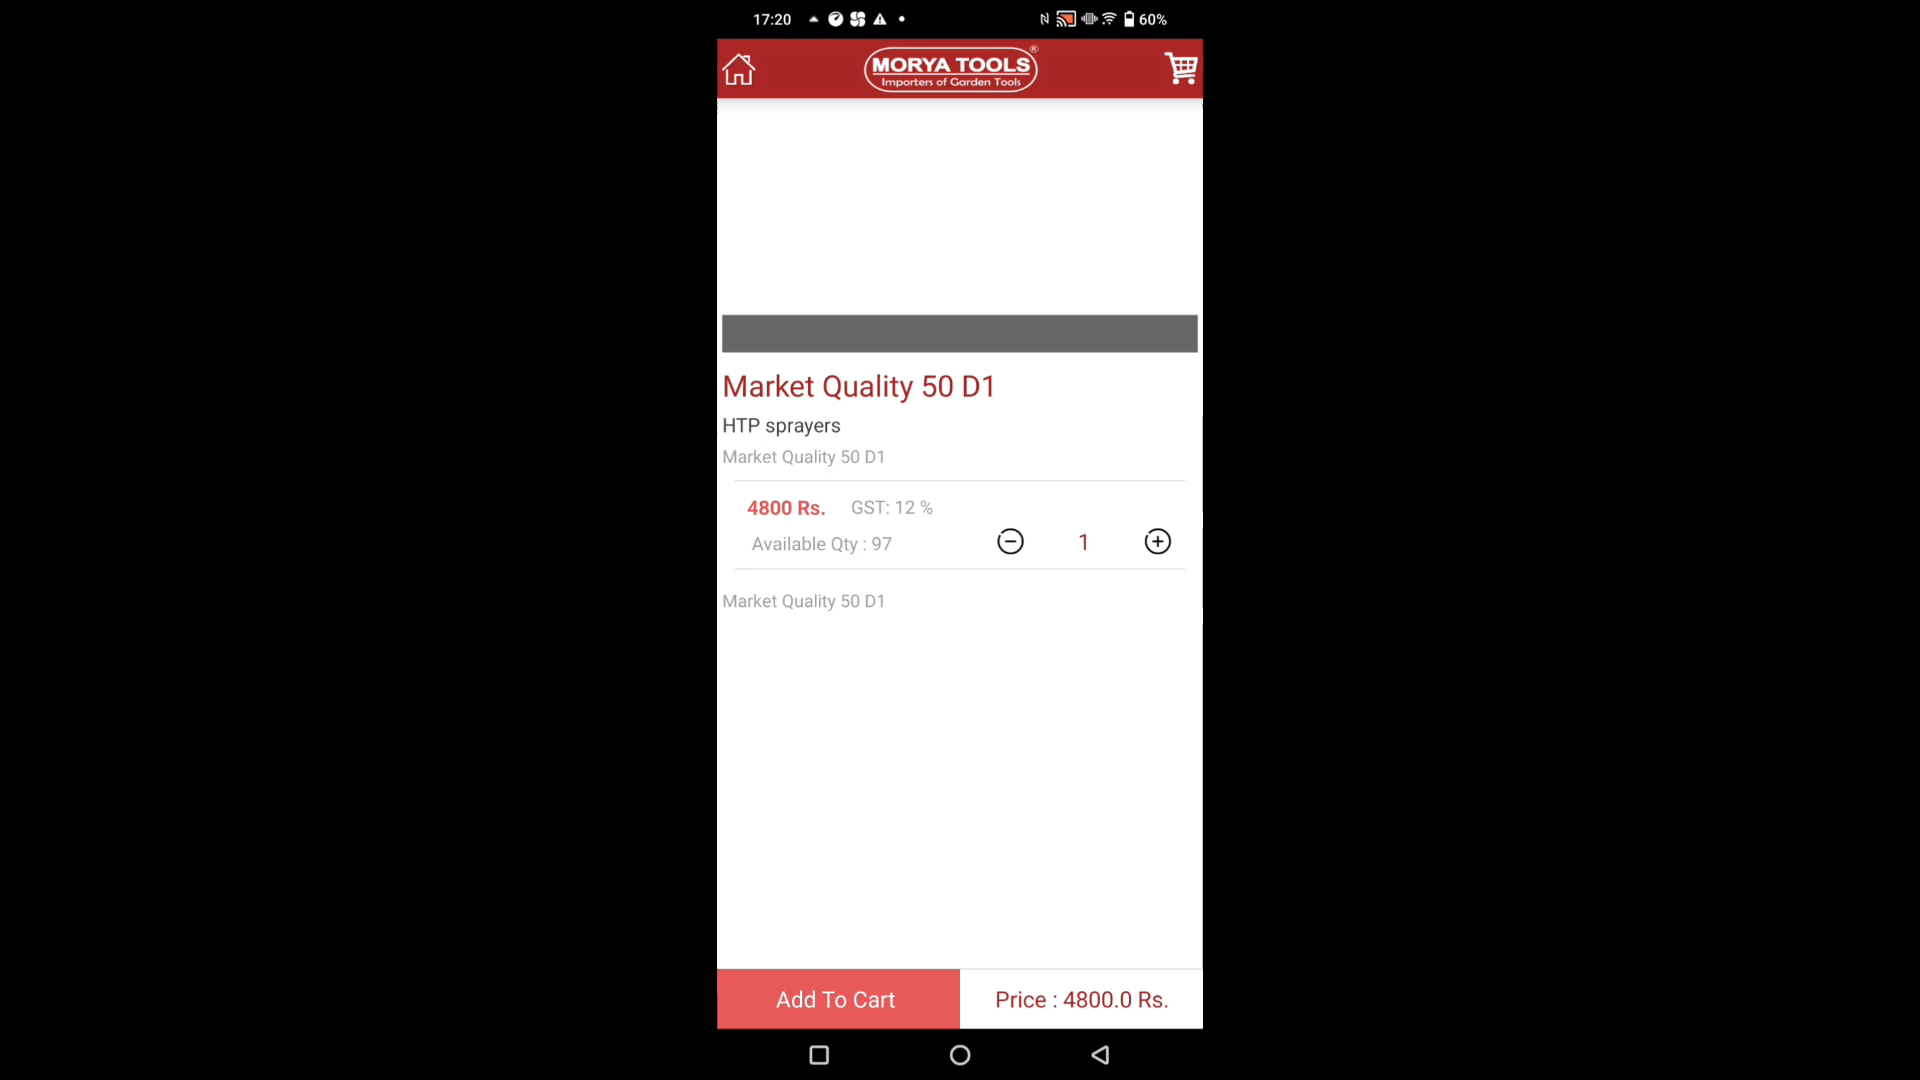 17:20
60%
MORYA TOOLS ®
Importers of Garden Tools
Market Quality 50 D1
HTP sprayers
Market Quality 50 D1
4800 Rs. GST: 12 %
Available Qty : 97
1
Market Quality 50 D1
Add To Cart
Price : 4800.0 Rs.